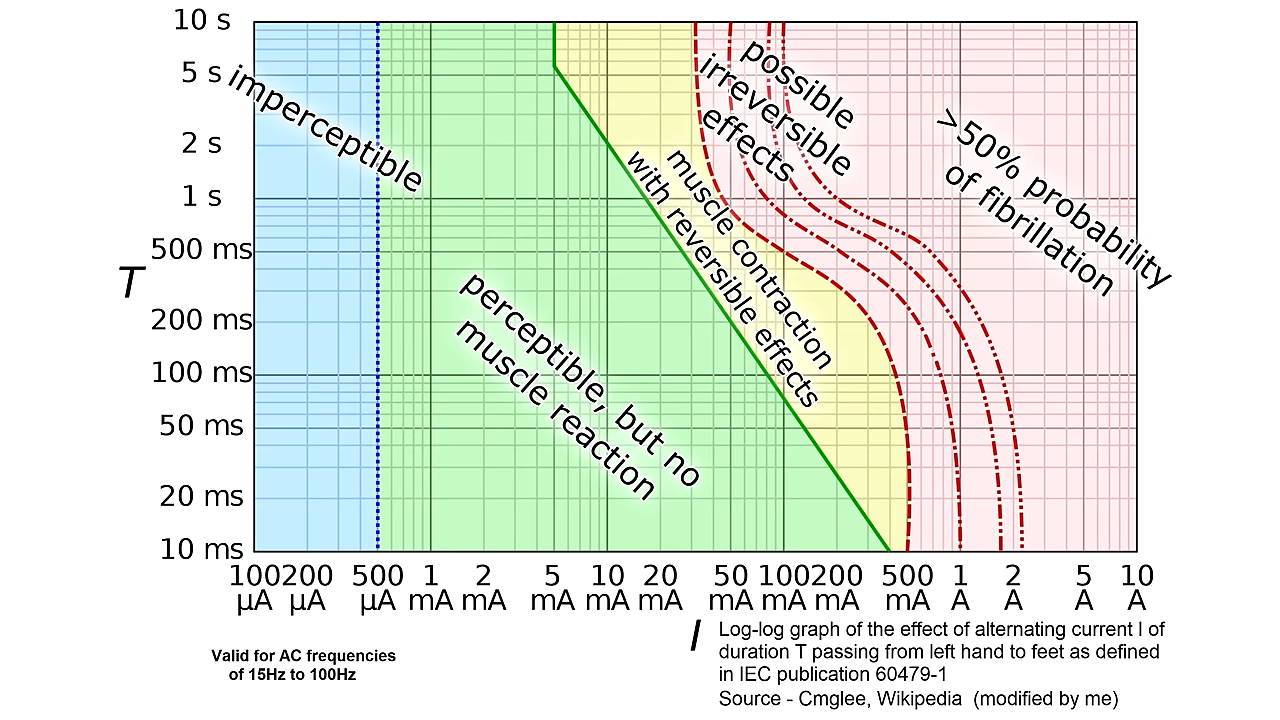 10 s
5 s
2 s
1 s
500 ms
T
200 ms
100 ms
50 ms
20 ms
10 ms
imperceptible
perceptible, but no
muscle reaction
muscle contraction
with reversible effects
possible
irreversible
effects
>50% probability
of fibrillation
100 200 500 1 2 5 10 20 50 100 200 500 1 2 5 10
µA µA µA mA mA mA mA mA mA mA mA mA A A A A
I
Log-log graph of the effect of alternating current I of
duration T passing from left hand to feet as defined
in IEC publication 60479-1
Source - Cmglee, Wikipedia (modified by me)
Valid for AC frequencies
of 15Hz to 100Hz